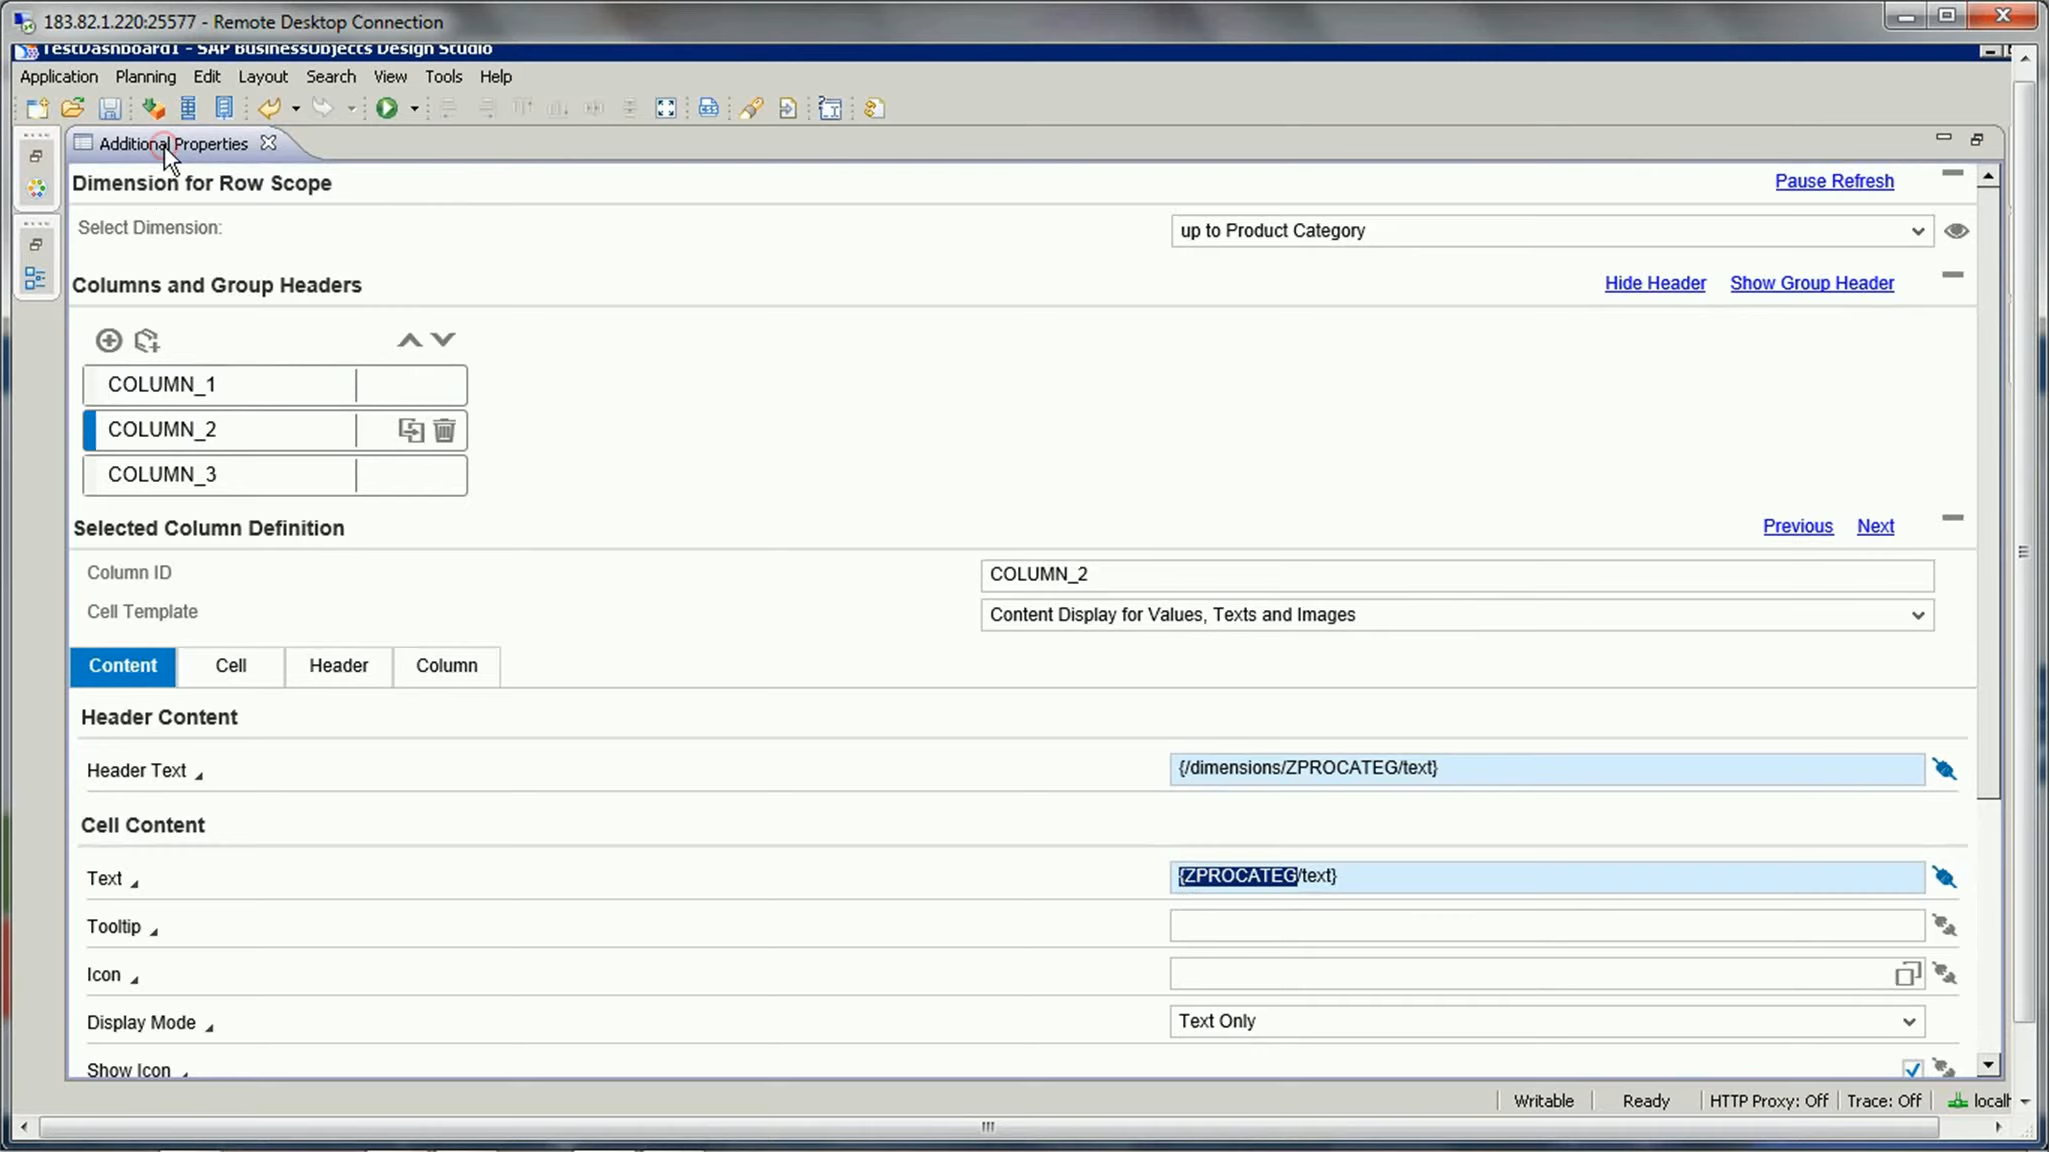 183.82.1.220:25577 - Remote Desktop Connection
TestDashboard1 - SAP BusinessObjects Design Studio
Application Planning Edit Layout Search View Tools Help
Additional Properties
Dimension for Row Scope Pause Refresh
Select Dimension: up to Product Category
Columns and Group Headers Hide Header Show Group Header
COLUMN_1
COLUMN_2
COLUMN_3
Selected Column Definition Previous Next
Column ID COLUMN_2
Cell Template Content Display for Values, Texts and Images
Content Cell Header Column
Header Content
Header Text {/dimensions/ZPROCATEG/text}
Cell Content
Text {ZPROCATEG/text}
Tooltip
Icon
Display Mode Text Only
Show Icon
Writable Ready HTTP Proxy: Off Trace: Off localh